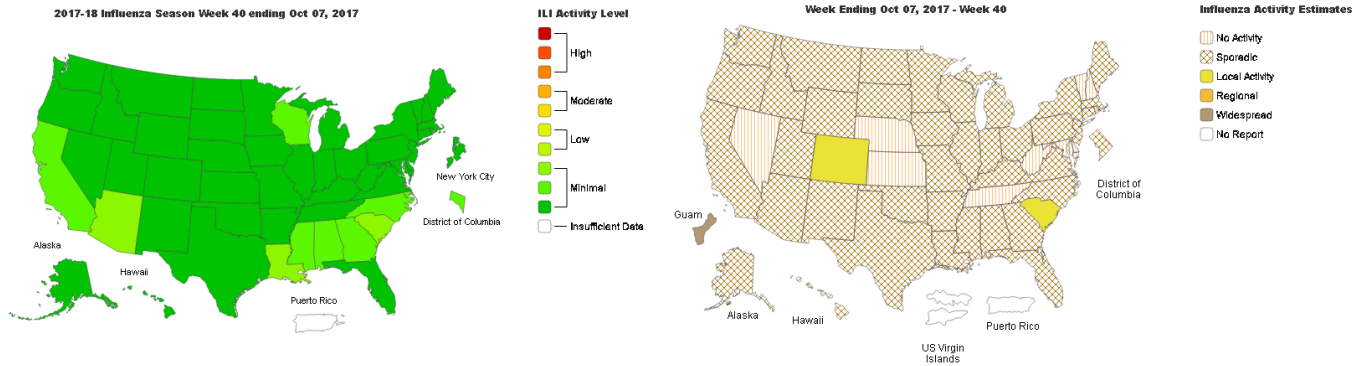 2017-18 Influenza Season Week 40 ending Oct 07, 2017
ILI Activity Level
High
Moderate
Low
Minimal
Insufficient Data
New York City
District of Columbia
Alaska
Hawaii
Puerto Rico
Week Ending Oct 07, 2017 - Week 40
Influenza Activity Estimates
No Activity
Sporadic
Local Activity
Regional
Widespread
No Report
District of
Columbia
Guam
Alaska
Hawaii
US Virgin
Islands
Puerto Rico